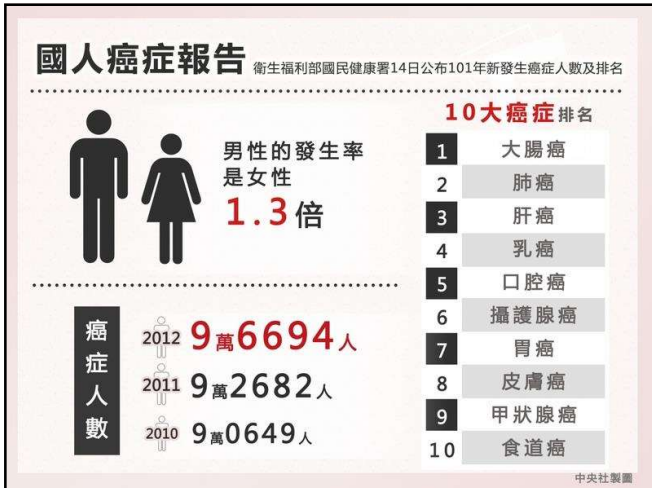 國人癌症報告 衛生福利部國民健康署14日公布101年新發生癌症人數及排名
男性的發生率
是女性
1.3倍
癌症人數
2012 9萬6694人
2011 9萬2682人
2010 9萬0649人
10大癌症排名
1 大腸癌
2 肺癌
3 肝癌
4 乳癌
5 口腔癌
6 攝護腺癌
7 胃癌
8 皮膚癌
9 甲狀腺癌
10 食道癌
中央社製圖